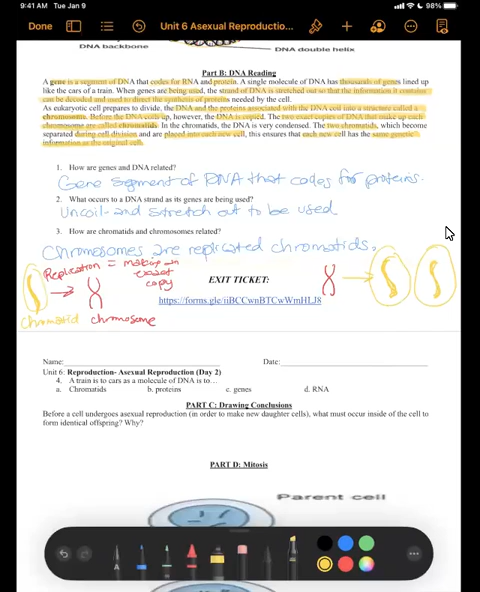 9:41 AM Tue Jan 9
98%
Done
Unit 6 Asexual Reproductio...
DNA backbone
DNA double helix
Part B: DNA Reading
A gene is a segment of DNA that codes for RNA and protein. A single molecule of DNA has thousands of genes lined up
like the cars of a train. When genes are being used, the strand of DNA is stretched out so that the information it contains
can be decoded and used to direct the synthesis of proteins needed by the cell.
As eukaryotic cell prepares to divide, the DNA and the proteins associated with the DNA coil into a structure called a
chromosome. Before the DNA coils up, however, the DNA is copied. The two exact copies of DNA that make up each
chromosome are called chromatids. In the chromatids, the DNA is very condensed. The two chromatids, which become
separated during cell division and are placed into each new cell, this ensures that each new cell has the same genetic
information as the original cell.
1. How are genes and DNA related?
Gene segment of DNA that codes for proteins.
2. What occurs to a DNA strand as its genes are being used?
Uncoil and stretch out to be used
3. How are chromatids and chromosomes related?
Chromosomes are replicated chromatids.
Replication = making an
exact
copy
chromatid chromosome
EXIT TICKET:
https://forms.gle/iiBCCwnBTCwWmHLJ8
Name: Date:
Unit 6: Reproduction- Asexual Reproduction (Day 2)
4. A train is to cars as a molecule of DNA is to...
a. Chromatids b. proteins c. genes d. RNA
PART C: Drawing Conclusions
Before a cell undergoes asexual reproduction (in order to make new daughter cells), what must occur inside of the cell to
form identical offspring? Why?
PART D: Mitosis
Parent cell